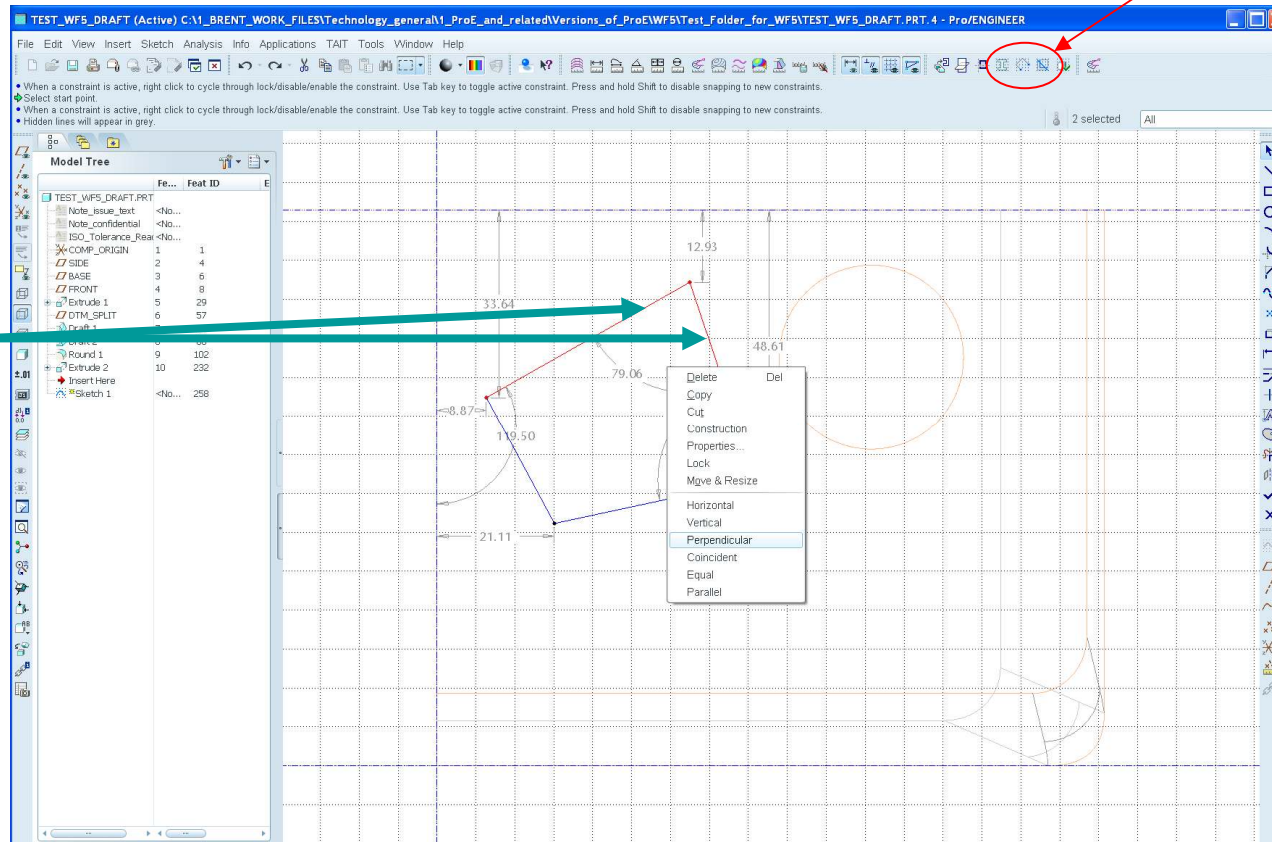 TEST_WF5_DRAFT (Active) C:\1_BRENT_WORK_FILES\Technology_general\1_ProE_and_related\Versions_of_ProE\WF5\Test_Folder_for_WF5\TEST_WF5_DRAFT.PRT.4 - Pro/ENGINEER
File Edit View Insert Sketch Analysis Info Applications TAIT Tools Window Help
• When a constraint is active, right click to cycle through lock/disable/enable the constraint. Use Tab key to toggle active constraint. Press and hold Shift to disable snapping to new constraints.
Select start point.
• When a constraint is active, right click to cycle through lock/disable/enable the constraint. Use Tab key to toggle active constraint. Press and hold Shift to disable snapping to new constraints.
• Hidden lines will appear in grey.
2 selected All
Model Tree
Fe... Feat ID E
TEST_WF5_DRAFT.PRT
Note_issue_text <No...
Note_confidential <No...
ISO_Tolerance_Rea <No...
COMP_ORIGIN 1 1
SIDE 2 4
BASE 3 6
FRONT 4 8
Extrude 1 5 29
DTM_SPLIT 6 57
Draft 1
Round 1 9 102
Extrude 2 10 232
Insert Here
Sketch 1 <No... 258
12.93
33.64
48.61
79.06
8.87
119.50
21.11
Delete Del
Copy
Cut
Construction
Properties...
Lock
Move & Resize
Horizontal
Vertical
Perpendicular
Coincident
Equal
Parallel